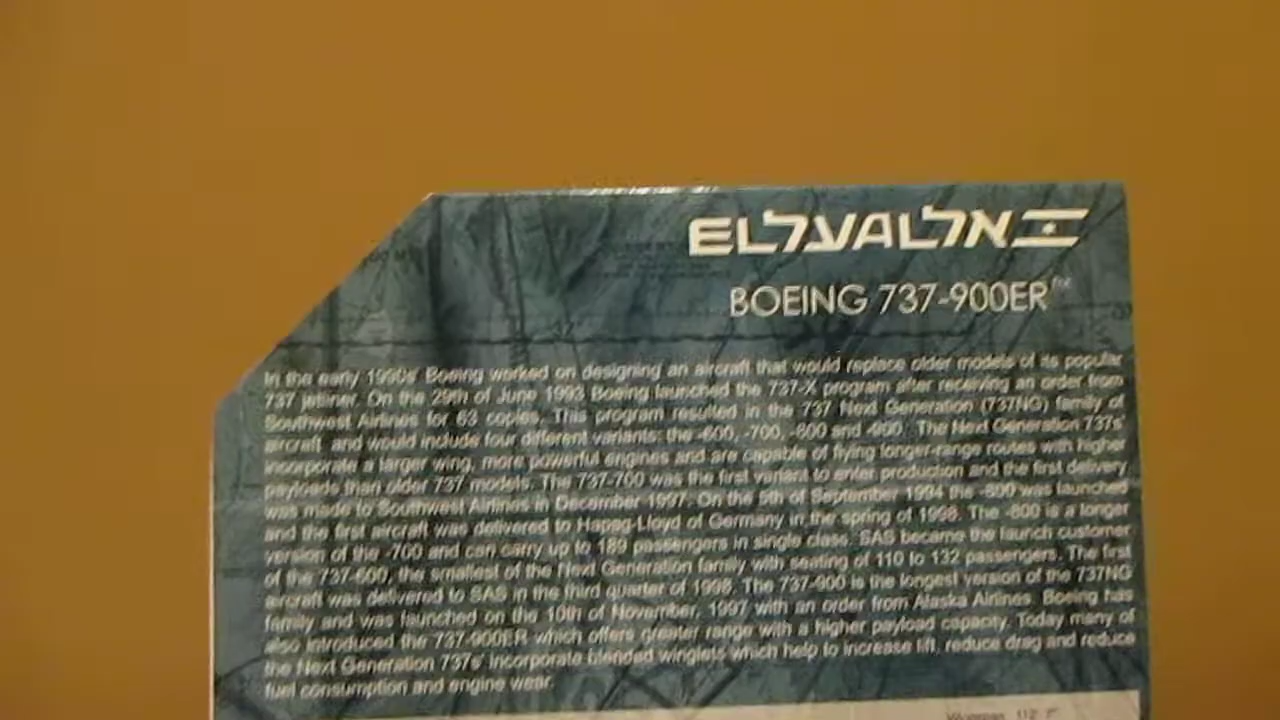 ELאלעAL אל
BOEING 737-900ER™
In the early 1990s' Boeing worked on designing an aircraft that would replace older models of its popular
737 jetliner. On the 29th of June 1993 Boeing launched the 737-X program after receiving an order from
Southwest Airlines for 63 copies. This program resulted in the 737 Next Generation (737NG) family of
aircraft and would include four different variants: the -600, -700, -800 and -900. The Next Generation 737s'
incorporate a larger wing, more powerful engines and are capable of flying longer-range routes with higher
payloads than older 737 models. The 737-700 was the first variant to enter production and the first delivery
was made to Southwest Airlines in December 1997. On the 5th of September 1994 the -800 was launched
and the first aircraft was delivered to Hapag-Lloyd of Germany in the spring of 1998. The -800 is a longer
version of the -700 and can carry up to 189 passengers in single class. SAS became the launch customer
of the 737-600, the smallest of the Next Generation family with seating of 110 to 132 passengers. The first
aircraft was delivered to SAS in the third quarter of 1998. The 737-900 is the longest version of the 737NG
family and was launched on the 10th of November, 1997 with an order from Alaska Airlines. Boeing has
also introduced the 737-900ER which offers greater range with a higher payload capacity. Today many of
the Next Generation 737s' incorporate blended winglets which help to increase lift, reduce drag and reduce
fuel consumption and engine wear.